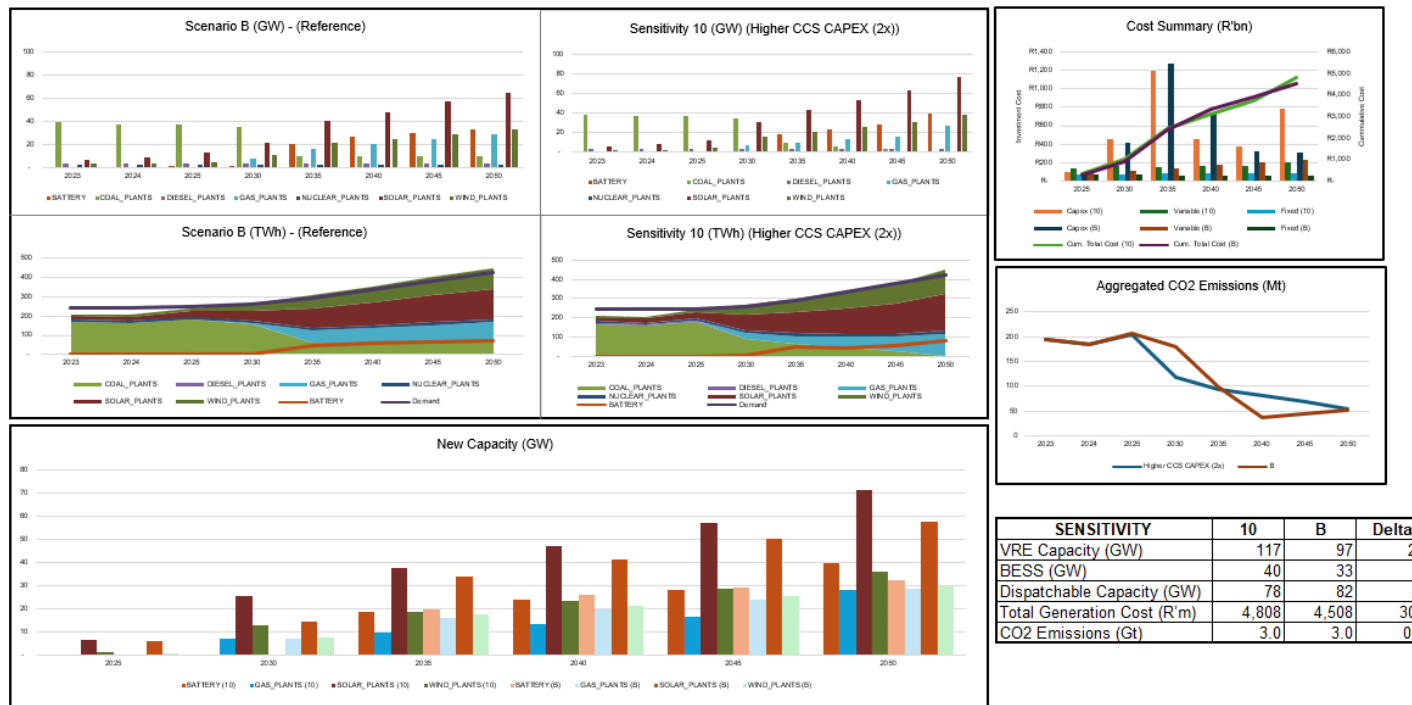 Scenario B (GW) - (Reference)
100
80
60
40
20
-
2023 2024 2025 2030 2035 2040 2045 2050
BATTERY COAL_PLANTS DIESEL_PLANTS GAS_PLANTS NUCLEAR_PLANTS SOLAR_PLANTS WIND_PLANTS
Sensitivity 10 (GW) (Higher CCS CAPEX (2x))
100
80
60
40
20
-
2023 2024 2025 2030 2035 2040 2045 2050
BATTERY COAL_PLANTS DIESEL_PLANTS GAS_PLANTS
NUCLEAR_PLANTS SOLAR_PLANTS WIND_PLANTS
Cost Summary (R'bn)
R1,400
R1,200
R1,000
R800
R600
R400
R200
R-
Investment Cost
R6,000
R5,000
R4,000
R3,000
R2,000
R1,000
R-
2025 2030 2035 2040 2045 2050
Capex (10) Variable (10) Fixed (10)
Capex (B) Variable (B) Fixed (B)
Cum. Total Cost (10) Cum. Total Cost (B)
Scenario B (TWh) - (Reference)
500
400
300
200
100
-
2023 2024 2025 2030 2035 2040 2045 2050
COAL_PLANTS DIESEL_PLANTS GAS_PLANTS NUCLEAR_PLANTS
SOLAR_PLANTS WIND_PLANTS BATTERY Demand
Sensitivity 10 (TWh) (Higher CCS CAPEX (2x))
500
400
300
200
100
-
2023 2024 2025 2030 2035 2040 2045 2050
COAL_PLANTS DIESEL_PLANTS GAS_PLANTS
NUCLEAR_PLANTS SOLAR_PLANTS WIND_PLANTS
BATTERY Demand
Aggregated CO2 Emissions (Mt)
250
200
150
100
50
0
2023 2024 2025 2030 2035 2040 2045 2050
Higher CCS CAPEX (2x) B
New Capacity (GW)
80
70
60
50
40
30
20
10
-
2025 2030 2035 2040 2045 2050
BATTERY (10) GAS_PLANTS (10) SOLAR_PLANTS (10) WIND_PLANTS (10) BATTERY (B) GAS_PLANTS (B) SOLAR_PLANTS (B) WIND_PLANTS (B)
SENSITIVITY 10 B Delta
VRE Capacity (GW) 117 97 2
BESS (GW) 40 33
Dispatchable Capacity (GW) 78 82
Total Generation Cost (R'm) 4,808 4,508 30
CO2 Emissions (Gt) 3.0 3.0 0